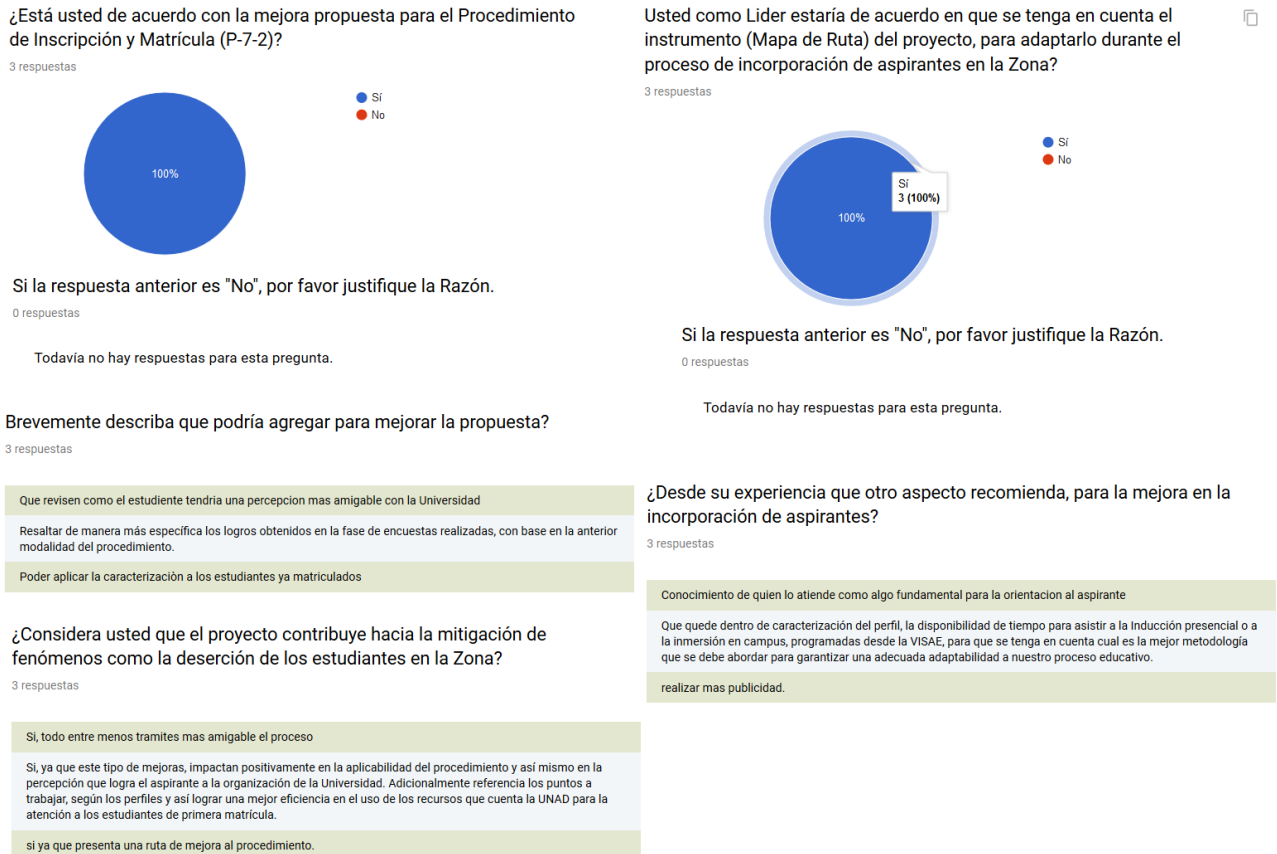 ¿Está usted de acuerdo con la mejora propuesta para el Procedimiento
de Inscripción y Matrícula (P-7-2)?
3 respuestas
Sí
No
100%
Si la respuesta anterior es "No", por favor justifique la Razón.
0 respuestas
Todavía no hay respuestas para esta pregunta.
Brevemente describa que podría agregar para mejorar la propuesta?
3 respuestas
Que revisen como el estudiente tendria una percepcion mas amigable con la Universidad
Resaltar de manera más específica los logros obtenidos en la fase de encuestas realizadas, con base en la anterior
modalidad del procedimiento.
Poder aplicar la caracterizaciòn a los estudiantes ya matriculados
¿Considera usted que el proyecto contribuye hacia la mitigación de
fenómenos como la deserción de los estudiantes en la Zona?
3 respuestas
Si, todo entre menos tramites mas amigable el proceso
Si, ya que este tipo de mejoras, impactan positivamente en la aplicabilidad del procedimiento y así mismo en la
percepción que logra el aspirante a la organización de la Universidad. Adicionalmente referencia los puntos a
trabajar, según los perfiles y así lograr una mejor eficiencia en el uso de los recursos que cuenta la UNAD para la
atención a los estudiantes de primera matrícula.
si ya que presenta una ruta de mejora al procedimiento.
Usted como Lider estaría de acuerdo en que se tenga en cuenta el
instrumento (Mapa de Ruta) del proyecto, para adaptarlo durante el
proceso de incorporación de aspirantes en la Zona?
3 respuestas
Sí
No
Sí
3 (100%)
100%
Si la respuesta anterior es "No", por favor justifique la Razón.
0 respuestas
Todavía no hay respuestas para esta pregunta.
¿Desde su experiencia que otro aspecto recomienda, para la mejora en la
incorporación de aspirantes?
3 respuestas
Conocimiento de quien lo atiende como algo fundamental para la orientacion al aspirante
Que quede dentro de caracterización del perfil, la disponibilidad de tiempo para asistir a la Inducción presencial o a
la inmersión en campus, programadas desde la VISAE, para que se tenga en cuenta cual es la mejor metodología
que se debe abordar para garantizar una adecuada adaptabilidad a nuestro proceso educativo.
realizar mas publicidad.